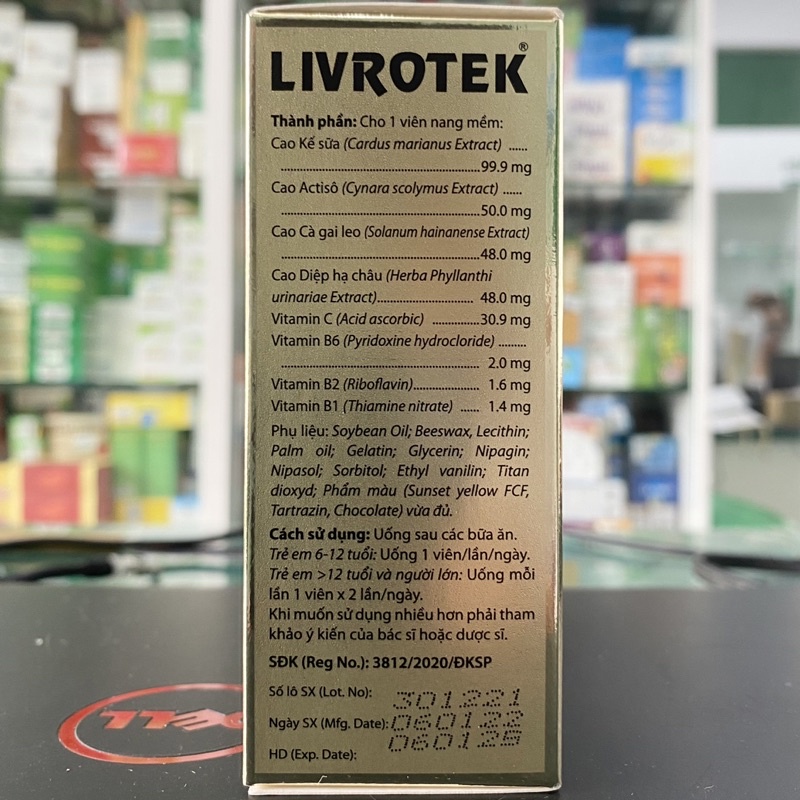 LIVROTEK®
Thành phần: Cho 1 viên nang mềm:
Cao Kế sữa (Cardus marianus Extract) ......
..................................................99.9 mg
Cao Actisô (Cynara scolymus Extract) ......
..................................................50.0 mg
Cao Cà gai leo (Solanum hainanense Extract)
..................................................48.0 mg
Cao Diệp hạ châu (Herba Phyllanthi
urinariae Extract)........................ 48.0 mg
Vitamin C (Acid ascorbic) ............30.9 mg
Vitamin B6 (Pyridoxine hydrocloride) .........
.................................................. 2.0 mg
Vitamin B2 (Riboflavin)................. 1.6 mg
Vitamin B1 (Thiamine nitrate) ..... 1.4 mg
Phụ liệu: Soybean Oil; Beeswax, Lecithin;
Palm oil; Gelatin; Glycerin; Nipagin;
Nipasol; Sorbitol; Ethyl vanilin; Titan
dioxyd; Phẩm màu (Sunset yellow FCF,
Tartrazin, Chocolate) vừa đủ.
Cách sử dụng: Uống sau các bữa ăn.
Trẻ em 6-12 tuổi: Uống 1 viên/lần/ngày.
Trẻ em >12 tuổi và người lớn: Uống mỗi
lần 1 viên x 2 lần/ngày.
Khi muốn sử dụng nhiều hơn phải tham
khảo ý kiến của bác sĩ hoặc dược sĩ.
SĐK (Reg No.): 3812/2020/ĐKSP
Số lô SX (Lot. No): 301221
Ngày SX (Mfg. Date): 060122
HD (Exp. Date): 060125